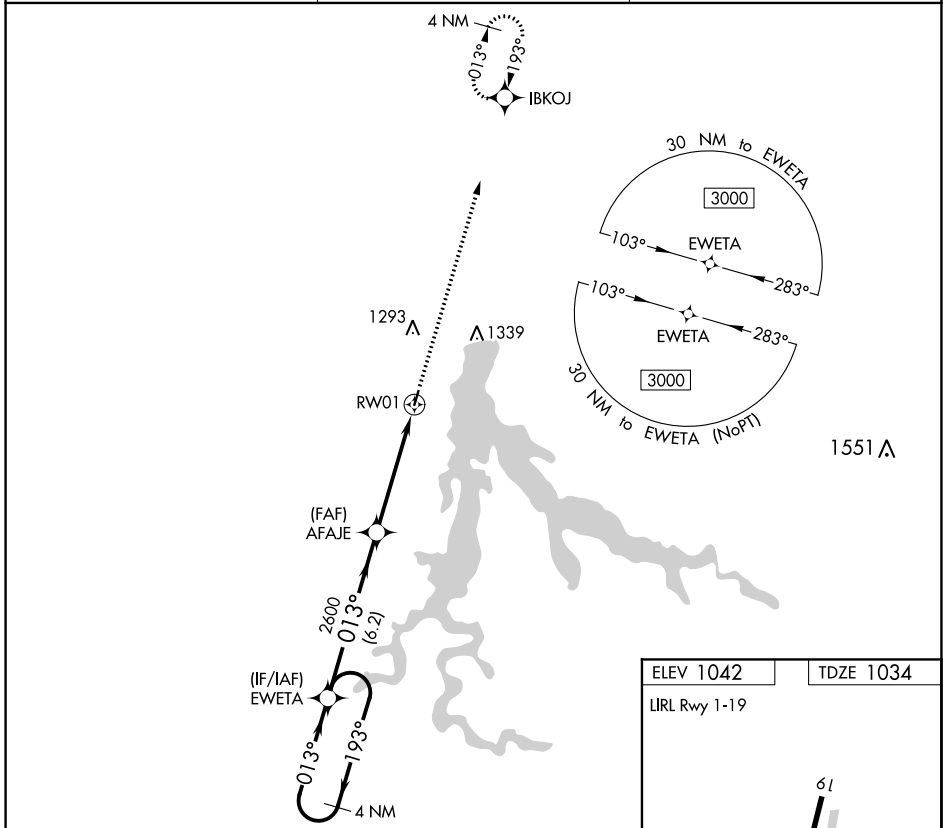 4 NM
013°
193°
IBKOJ
30 NM to EWETA
3000
EWETA
103°
283°
103°
EWETA
283°
3000
30 NM to EWETA (NoPT)
1293
1339
RW01
1551
(FAF)
AFAJE
2600
013°
(6.2)
(IF/IAF)
EWETA
013°
193°
4 NM
ELEV 1042
TDZE 1034
LIRL Rwy 1-19
19